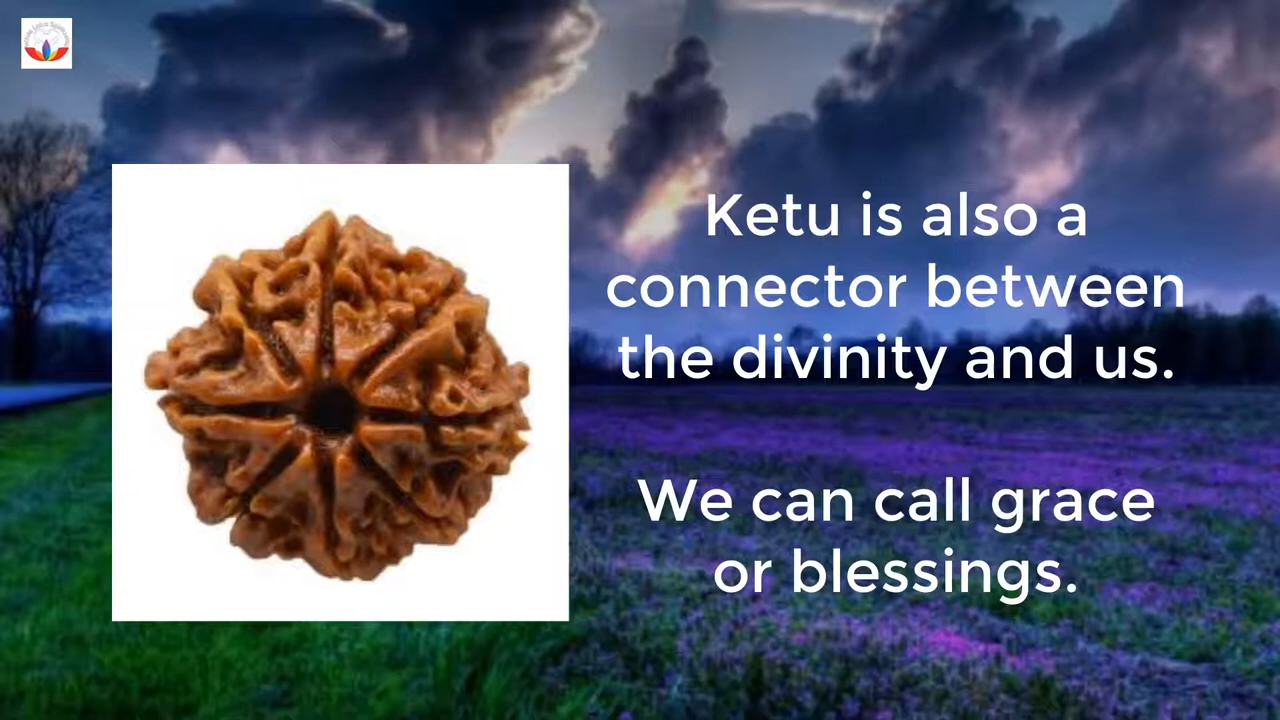 Ketu is also a
connector between
the divinity and us.
We can call grace
or blessings.